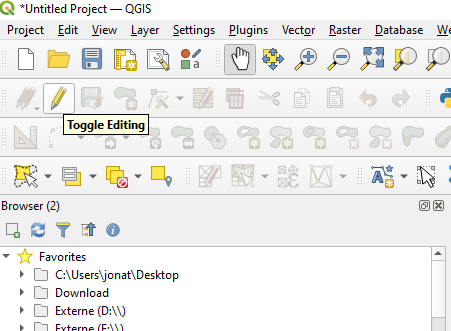 *Untitled Project — QGIS
Project Edit View Layer Settings Plugins Vector Raster Database
Toggle Editing
Browser (2)
Favorites
C:\Users\jonat\Desktop
Download
Externe (D:\\)
Externe (E:\\)